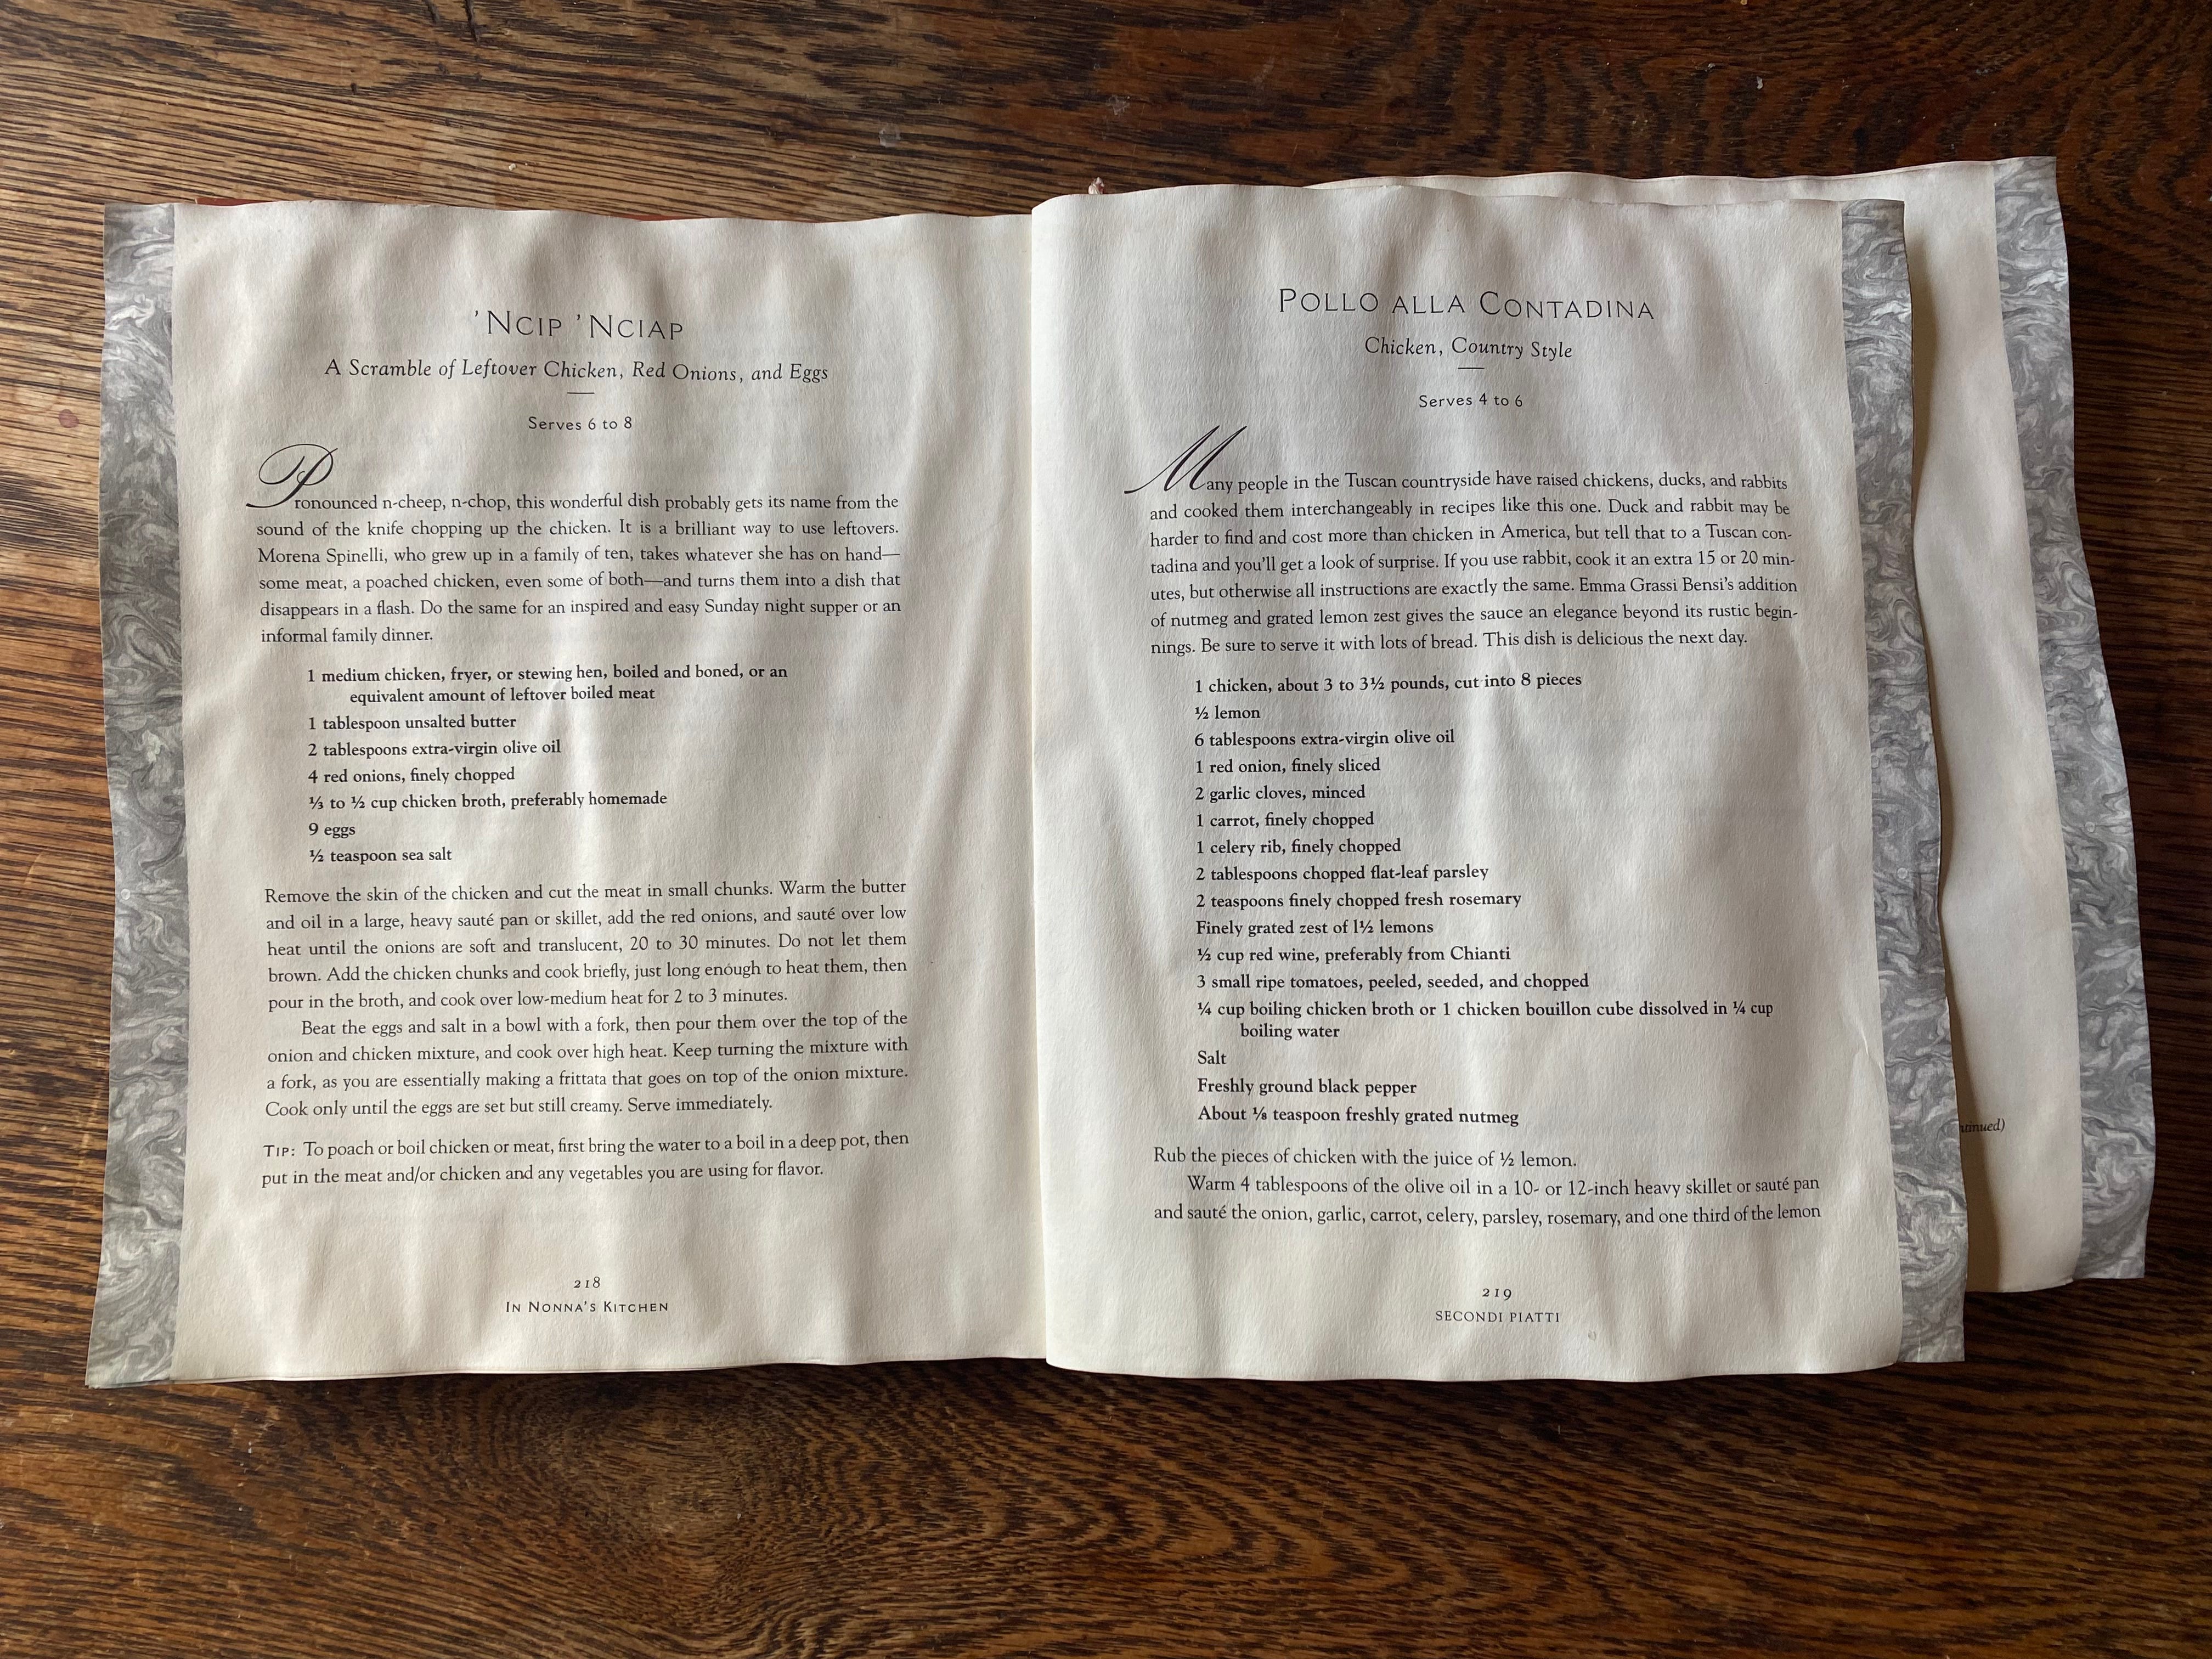 'Ncip 'Nciap
A Scramble of Leftover Chicken, Red Onions, and Eggs
Serves 6 to 8
Pronounced n-cheep, n-chop, this wonderful dish probably gets its name from the
sound of the knife chopping up the chicken. It is a brilliant way to use leftovers.
Morena Spinelli, who grew up in a family of ten, takes whatever she has on hand—
some meat, a poached chicken, even some of both—and turns them into a dish that
disappears in a flash. Do the same for an inspired and easy Sunday night supper or an
informal family dinner.
1 medium chicken, fryer, or stewing hen, boiled and boned, or an
equivalent amount of leftover boiled meat
1 tablespoon unsalted butter
2 tablespoons extra-virgin olive oil
4 red onions, finely chopped
⅓ to ½ cup chicken broth, preferably homemade
9 eggs
½ teaspoon sea salt
Remove the skin of the chicken and cut the meat in small chunks. Warm the butter
and oil in a large, heavy sauté pan or skillet, add the red onions, and sauté over low
heat until the onions are soft and translucent, 20 to 30 minutes. Do not let them
brown. Add the chicken chunks and cook briefly, just long enough to heat them, then
pour in the broth, and cook over low-medium heat for 2 to 3 minutes.
Beat the eggs and salt in a bowl with a fork, then pour them over the top of the
onion and chicken mixture, and cook over high heat. Keep turning the mixture with
a fork, as you are essentially making a frittata that goes on top of the onion mixture.
Cook only until the eggs are set but still creamy. Serve immediately.
Tip: To poach or boil chicken or meat, first bring the water to a boil in a deep pot, then
put in the meat and/or chicken and any vegetables you are using for flavor.
218
In Nonna's Kitchen
Pollo alla Contadina
Chicken, Country Style
Serves 4 to 6
Many people in the Tuscan countryside have raised chickens, ducks, and rabbits
and cooked them interchangeably in recipes like this one. Duck and rabbit may be
harder to find and cost more than chicken in America, but tell that to a Tuscan con-
tadina and you'll get a look of surprise. If you use rabbit, cook it an extra 15 or 20 min-
utes, but otherwise all instructions are exactly the same. Emma Grassi Bensi's addition
of nutmeg and grated lemon zest gives the sauce an elegance beyond its rustic begin-
nings. Be sure to serve it with lots of bread. This dish is delicious the next day.
1 chicken, about 3 to 3½ pounds, cut into 8 pieces
½ lemon
6 tablespoons extra-virgin olive oil
1 red onion, finely sliced
2 garlic cloves, minced
1 carrot, finely chopped
1 celery rib, finely chopped
2 tablespoons chopped flat-leaf parsley
2 teaspoons finely chopped fresh rosemary
Finely grated zest of 1½ lemons
½ cup red wine, preferably from Chianti
3 small ripe tomatoes, peeled, seeded, and chopped
¼ cup boiling chicken broth or 1 chicken bouillon cube dissolved in ¼ cup
boiling water
Salt
Freshly ground black pepper
About ⅛ teaspoon freshly grated nutmeg
Rub the pieces of chicken with the juice of ½ lemon.
Warm 4 tablespoons of the olive oil in a 10- or 12-inch heavy skillet or sauté pan
and sauté the onion, garlic, carrot, celery, parsley, rosemary, and one third of the lemon
219
SECONDI PIATTI